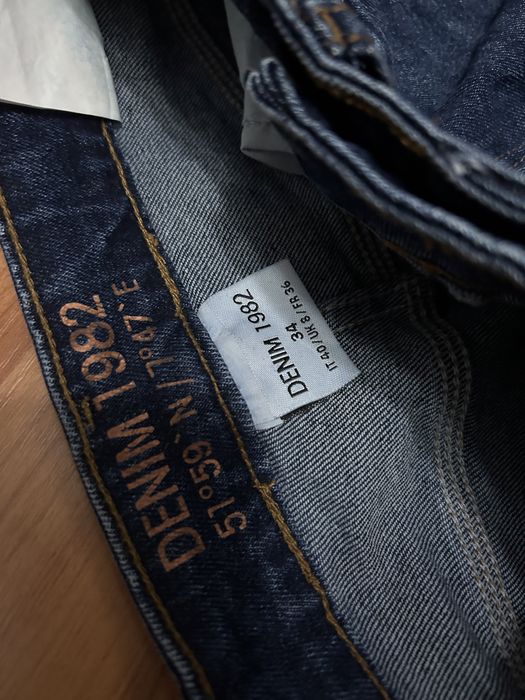 DENIM 1982
51°59`N / 7°47`E
DENIM 1982
34
IT 40/UK 8/FR 36